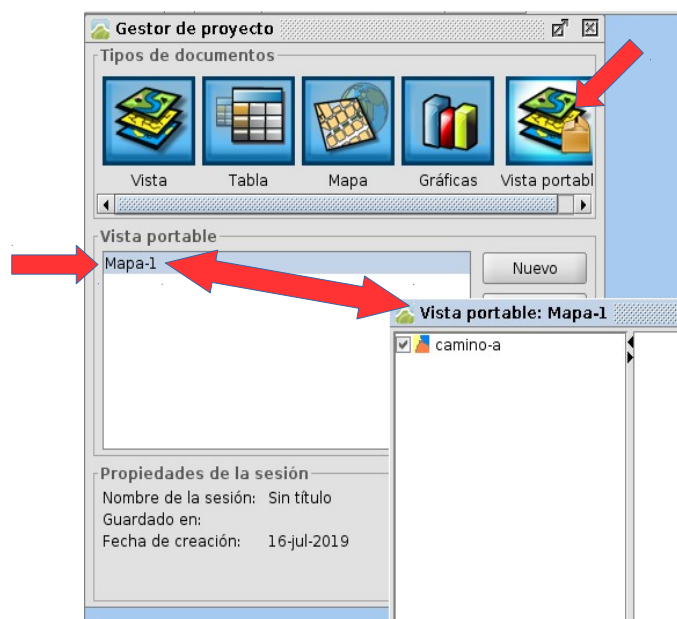 Gestor de proyecto
Tipos de documentos
Vista
Tabla
Mapa
Gráficas
Vista portabl
Vista portable
Mapa-1
Nuevo
Vista portable: Mapa-1
camino-a
Propiedades de la sesión
Nombre de la sesión: Sin título
Guardado en:
Fecha de creación: 16-jul-2019